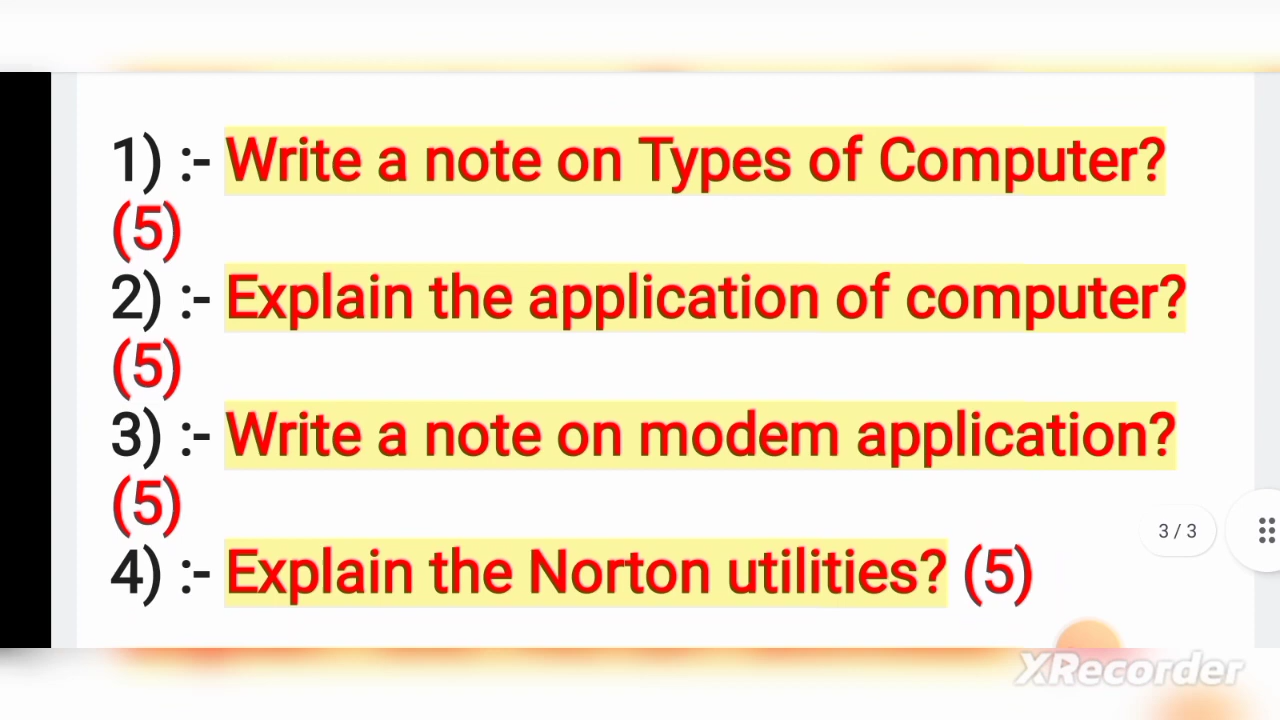 1) :- Write a note on Types of Computer?
(5)
2) :- Explain the application of computer?
(5)
3) :- Write a note on modem application?
(5)
3 / 3
4) :- Explain the Norton utilities? (5)
XRecorder